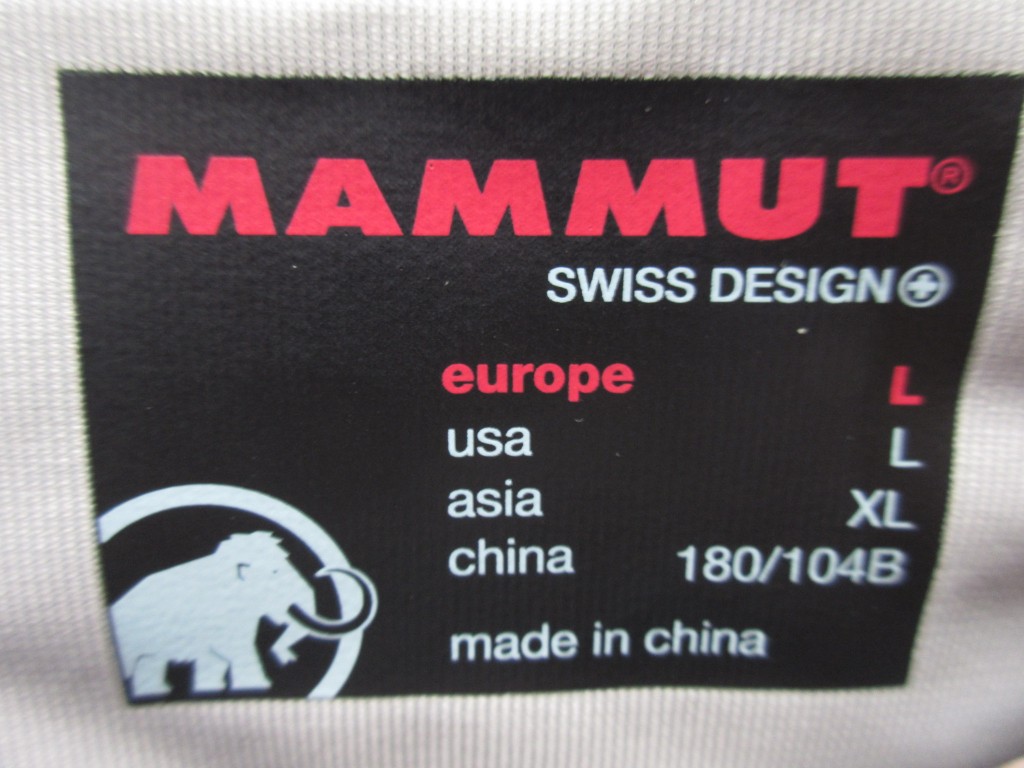 MAMMUT®
SWISS DESIGN
europe L
usa L
asia XL
china 180/104B
made in china